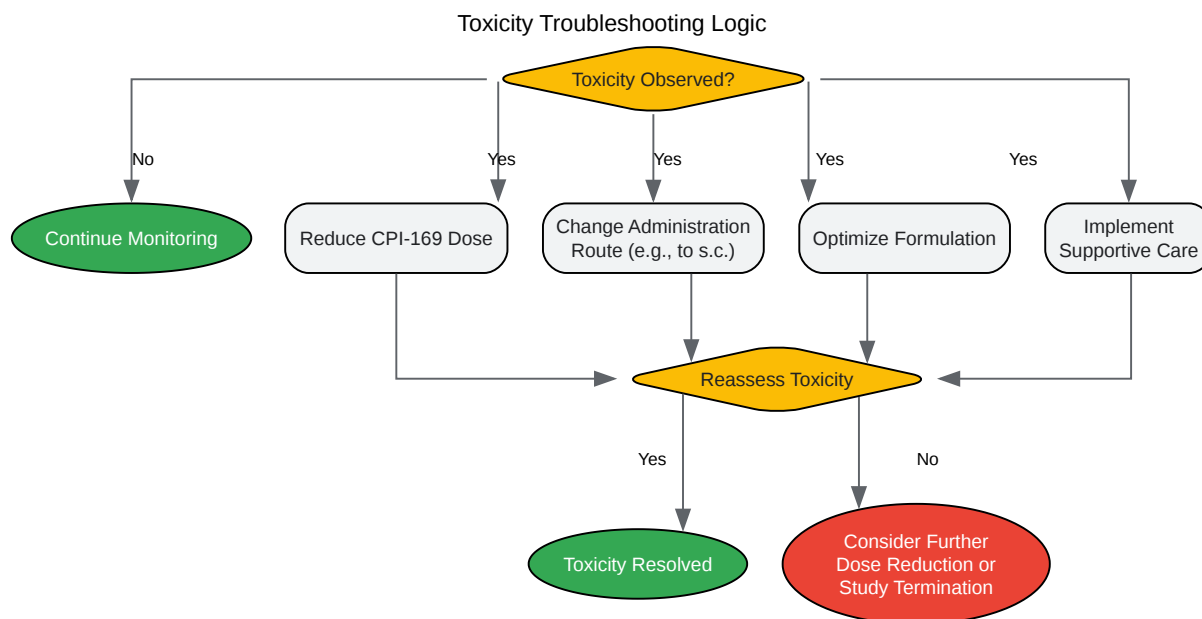 Toxicity Troubleshooting Logic
Toxicity Observed?
No
Yes
Yes
Yes
Yes
Continue Monitoring
Reduce CPI-169 Dose
Change Administration
Route (e.g., to s.c.)
Optimize Formulation
Implement
Supportive Care
Reassess Toxicity
Yes
No
Toxicity Resolved
Consider Further
Dose Reduction or
Study Termination